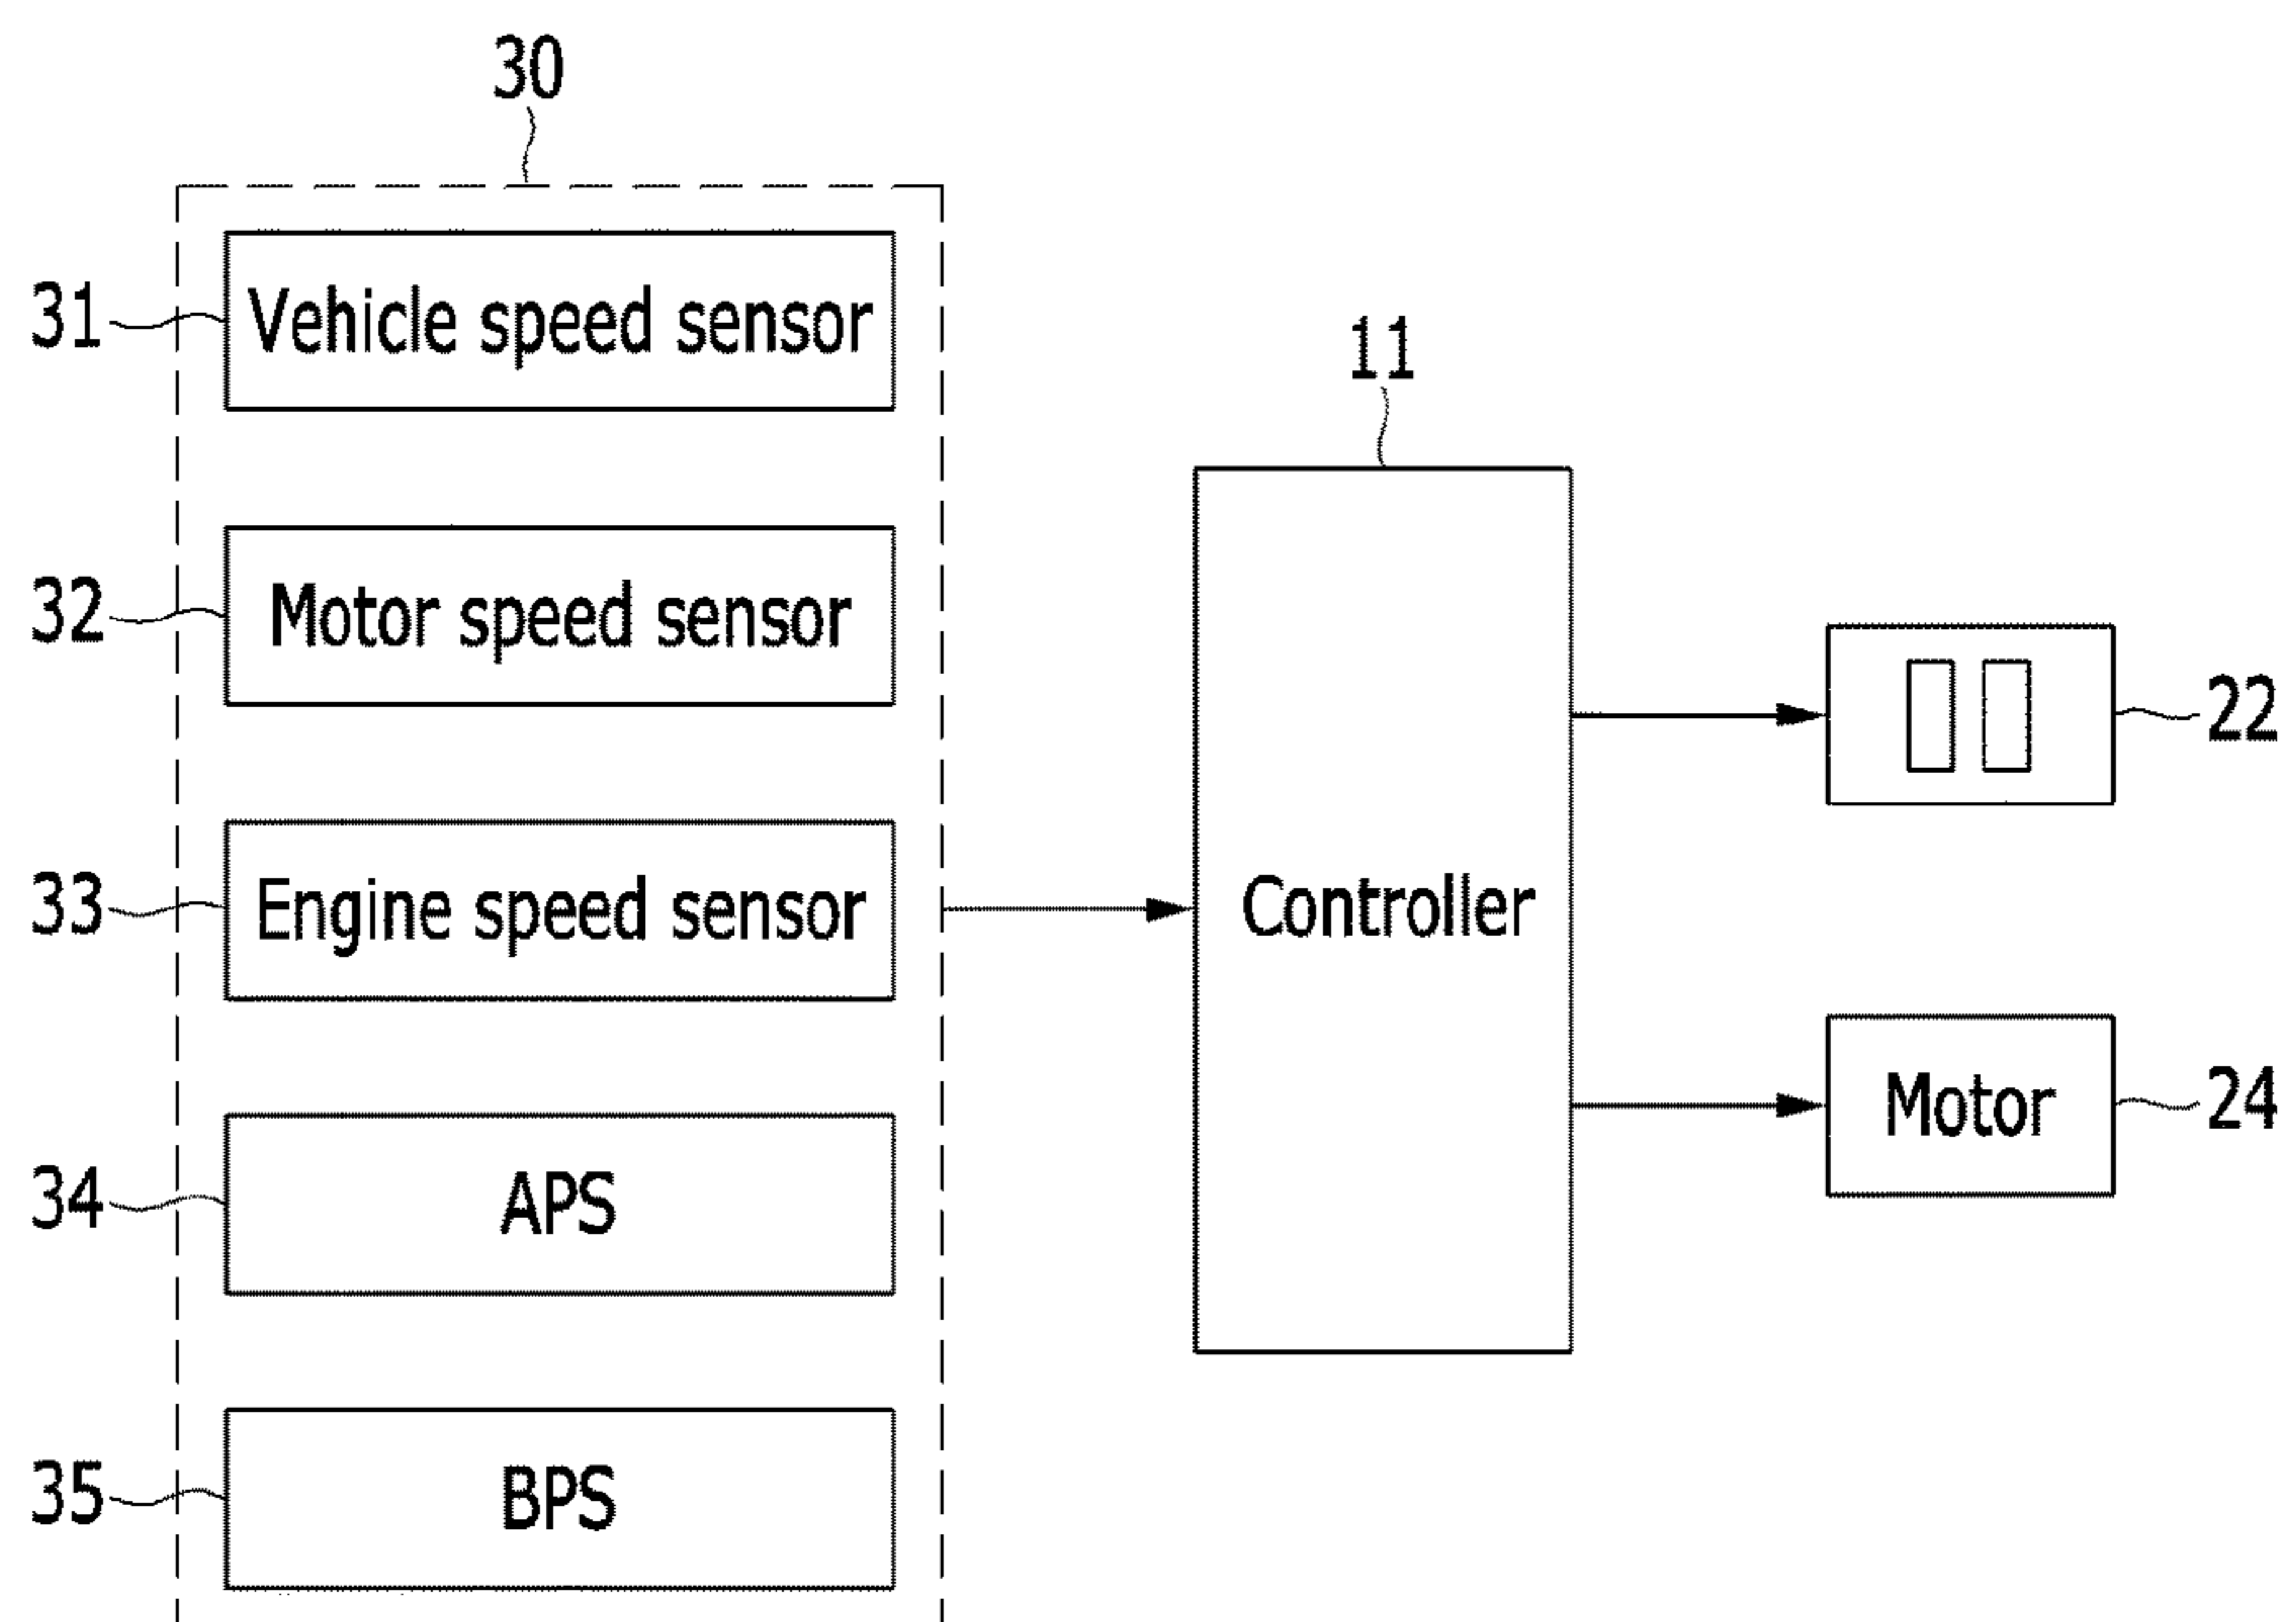 30
31
Vehicle speed sensor
32
Motor speed sensor
33
Engine speed sensor
34
APS
35
BPS
11
Controller
22
Motor
24